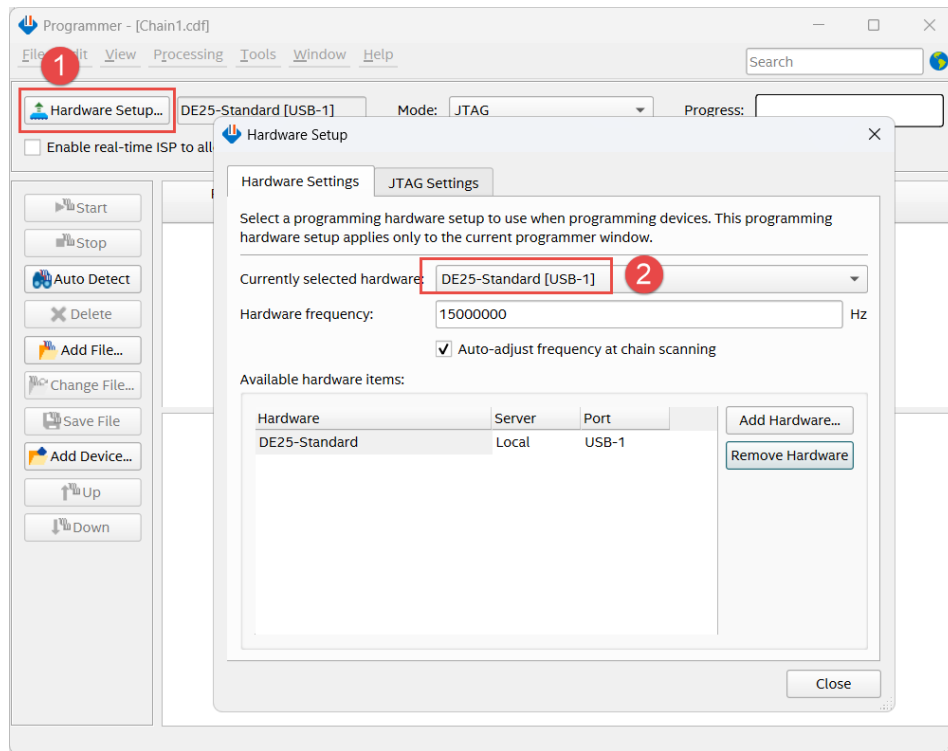 Programmer - [Chain1.cdf]
File Edit View Processing Tools Window Help
Search
1
Hardware Setup... DE25-Standard [USB-1] Mode: JTAG Progress:
Enable real-time ISP to all
Hardware Setup
Hardware Settings JTAG Settings
Select a programming hardware setup to use when programming devices. This programming
hardware setup applies only to the current programmer window.
Currently selected hardware: DE25-Standard [USB-1] 2
Hardware frequency: 15000000 Hz
Auto-adjust frequency at chain scanning
Available hardware items:
Hardware Server Port
DE25-Standard Local USB-1
Add Hardware...
Remove Hardware
Close
Start
Stop
Auto Detect
Delete
Add File...
Change File...
Save File
Add Device...
Up
Down